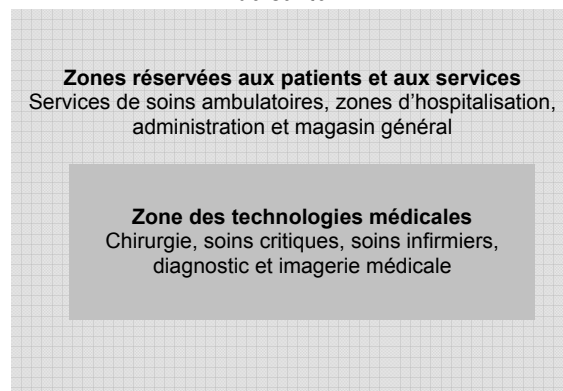 Zones réservées aux patients et aux services
Services de soins ambulatoires, zones d’hospitalisation,
administration et magasin général
Zone des technologies médicales
Chirurgie, soins critiques, soins infirmiers,
diagnostic et imagerie médicale